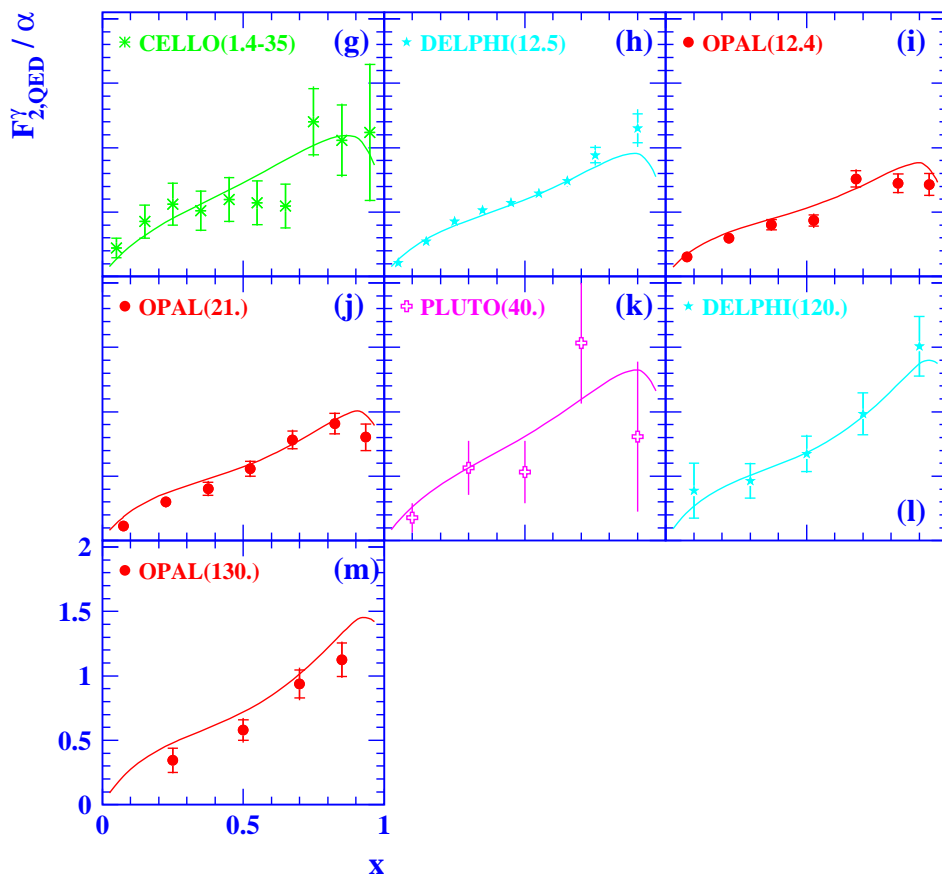 F₂,QED^γ / α
CELLO(1.4-35) (g)
DELPHI(12.5) (h)
OPAL(12.4) (i)
OPAL(21.) (j)
PLUTO(40.) (k)
DELPHI(120.)
(l)
OPAL(130.) (m)
2
1.5
1
0.5
0
0 0.5 1
x